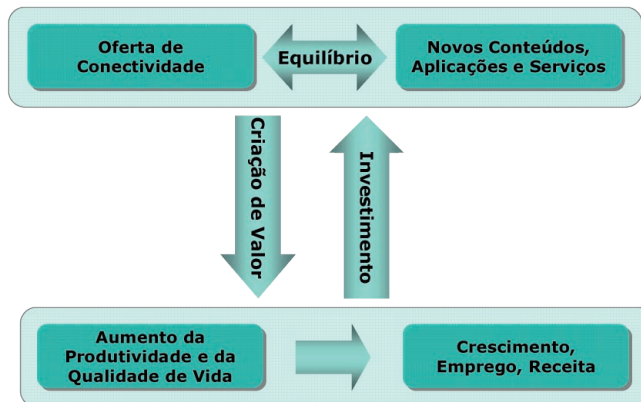 Oferta de
Conectividade
Equilíbrio
Novos Conteúdos,
Aplicações e Serviços
Criação de Valor
Investimento
Aumento da
Produtividade e da
Qualidade de Vida
Crescimento,
Emprego, Receita